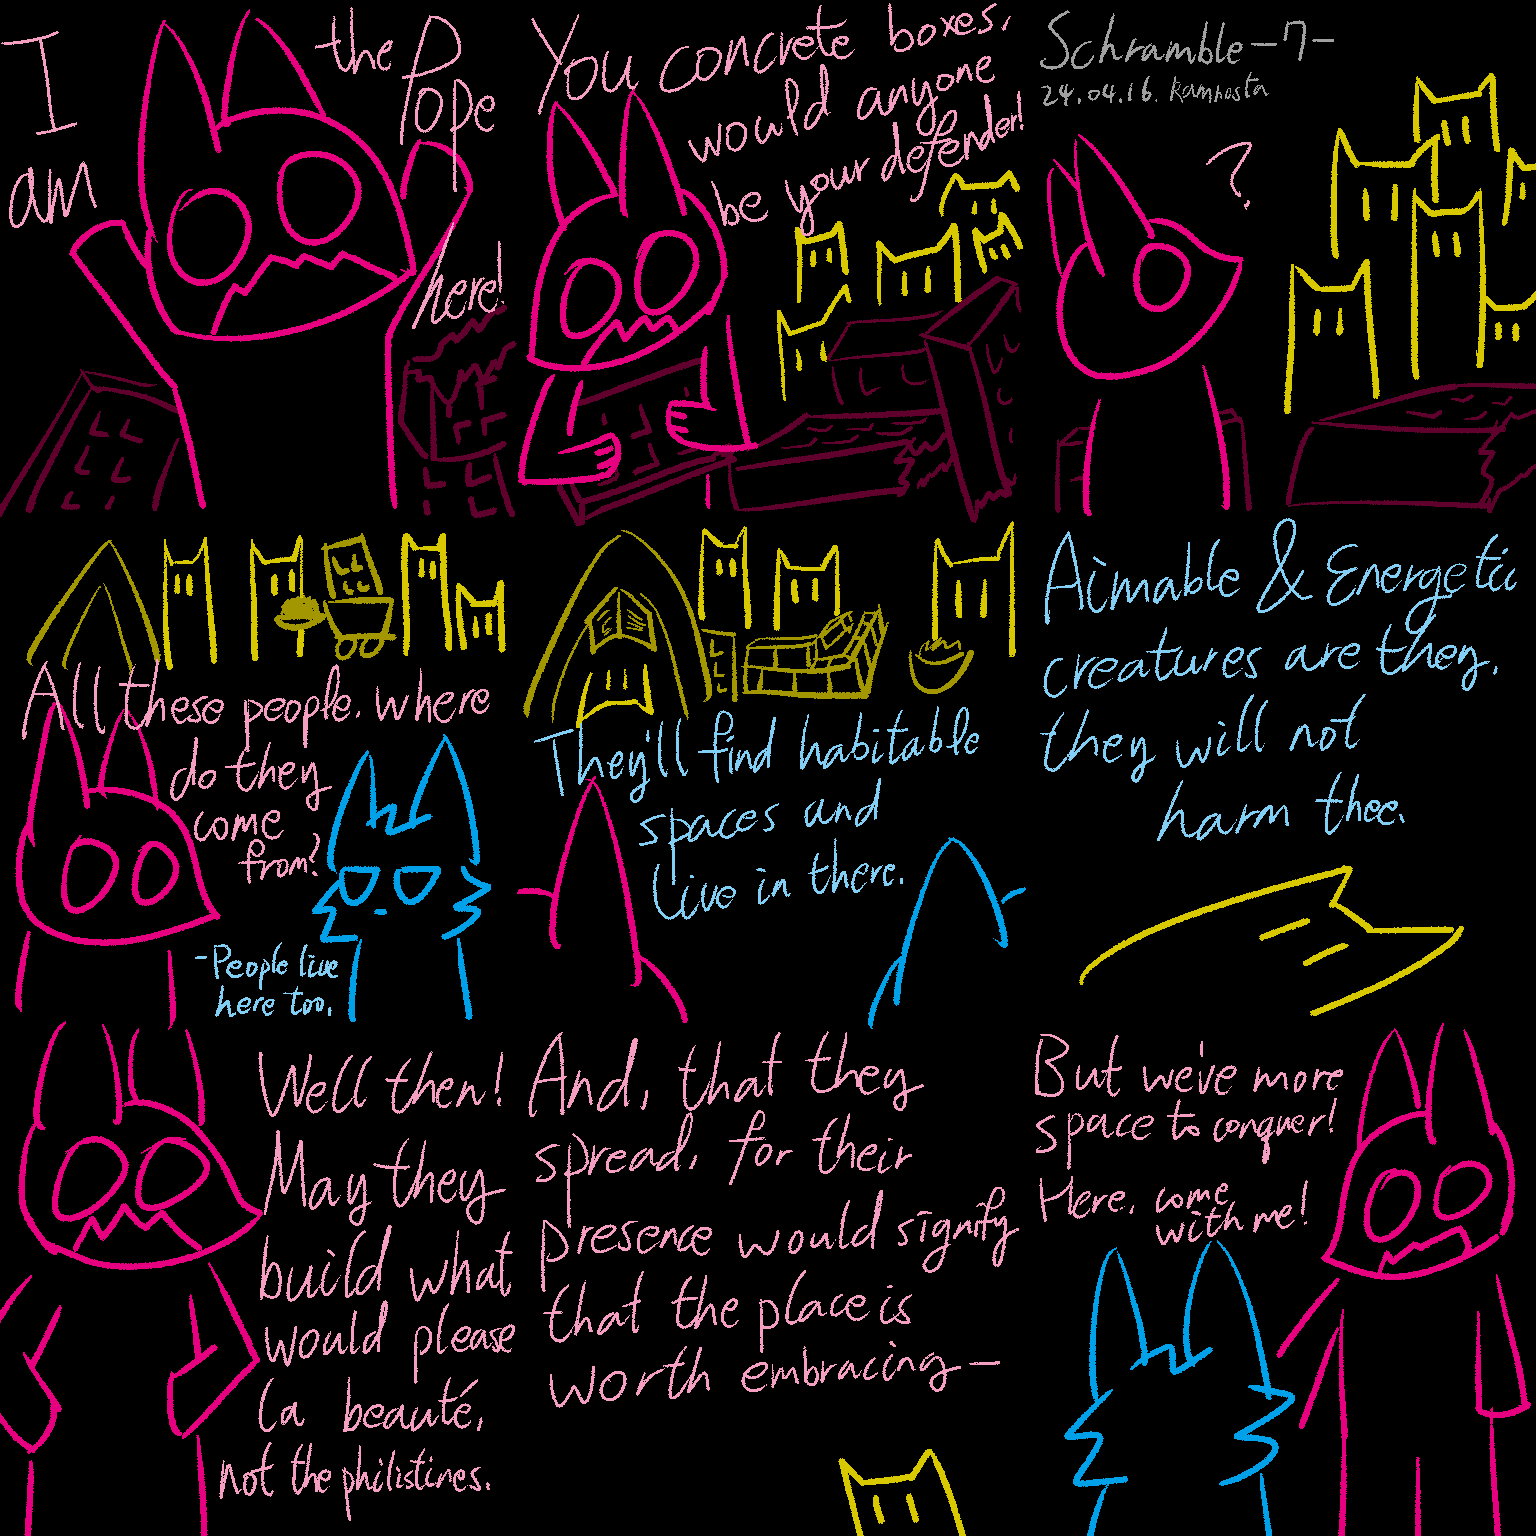 I
am
the
Pope
here!
You concrete boxes,
would anyone
be your defender!
Schramble-7-
24.04.16. Kamhosta
?
All these people. where
do they
come
from?
-People live
here too.
They'll find habitable
spaces and
live in there.
Aimable & Energetic
creatures are they,
they will not
harm thee.
Well then!
May they
build what
would please
la beauté,
not the philistines.
And, that they
spread, for their
presence would signify
that the place is
worth embracing—
But we've more
space to conquer!
Here, come
with me!